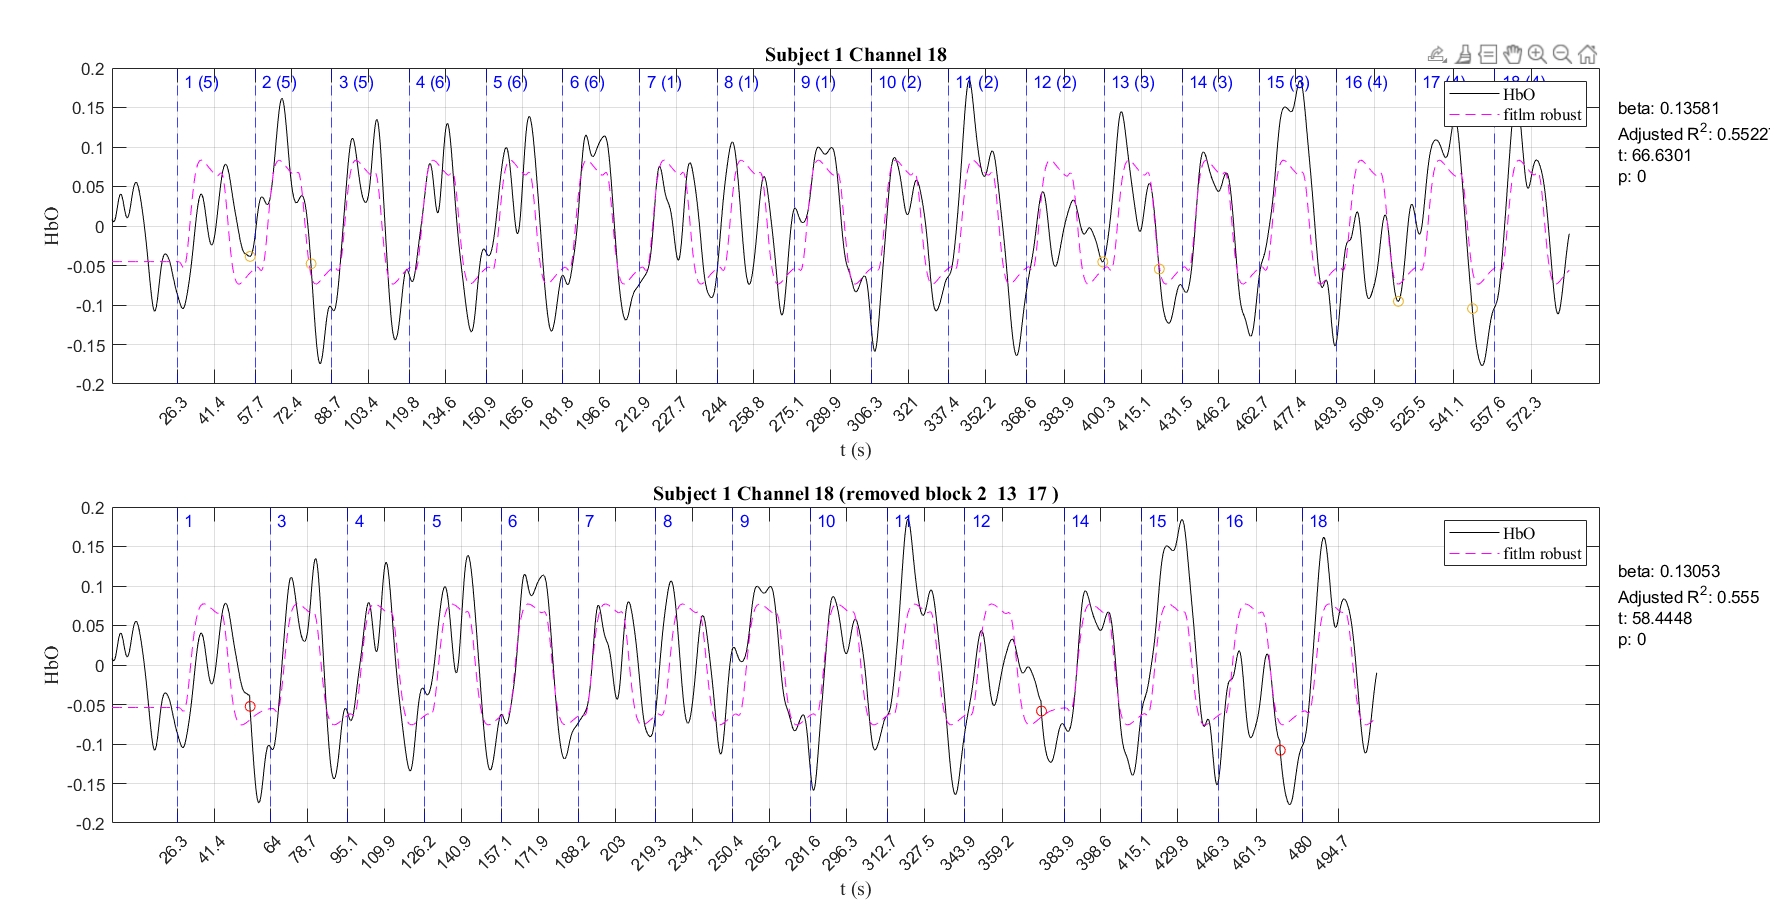 Subject 1 Channel 18
0.2
0.15
0.1
0.05
0
-0.05
-0.1
-0.15
-0.2
HbO
1 (5) 2 (5) 3 (5) 4 (6) 5 (6) 6 (6) 7 (1) 8 (1) 9 (1) 10 (2) 11 (2) 12 (2) 13 (3) 14 (3) 15 (3) 16 (4) 17 (4) 18 (4)
HbO
fitlm robust
beta: 0.13581
Adjusted R2: 0.5522
t: 66.6301
p: 0
26.3 41.4 57.7 72.4 88.7 103.4 119.8 134.6 150.9 165.6 181.8 196.6 212.9 227.7 244 258.8 275.1 289.9 306.3 321 337.4 352.2 368.6 383.9 400.3 415.1 431.5 446.2 462.7 477.4 493.9 508.9 525.5 541.1 557.6 572.3
t (s)
Subject 1 Channel 18 (removed block 2 13 17 )
0.2
0.15
0.1
0.05
0
-0.05
-0.1
-0.15
-0.2
HbO
1 3 4 5 6 7 8 9 10 11 12 14 15 16 18
HbO
fitlm robust
beta: 0.13053
Adjusted R2: 0.555
t: 58.4448
p: 0
26.3 41.4 64 78.7 95.1 109.9 126.2 140.9 157.1 171.9 188.2 203 219.3 234.1 250.4 265.2 281.6 296.3 312.7 327.5 343.9 359.2 383.9 398.6 415.1 429.8 446.3 461.3 480 494.7
t (s)